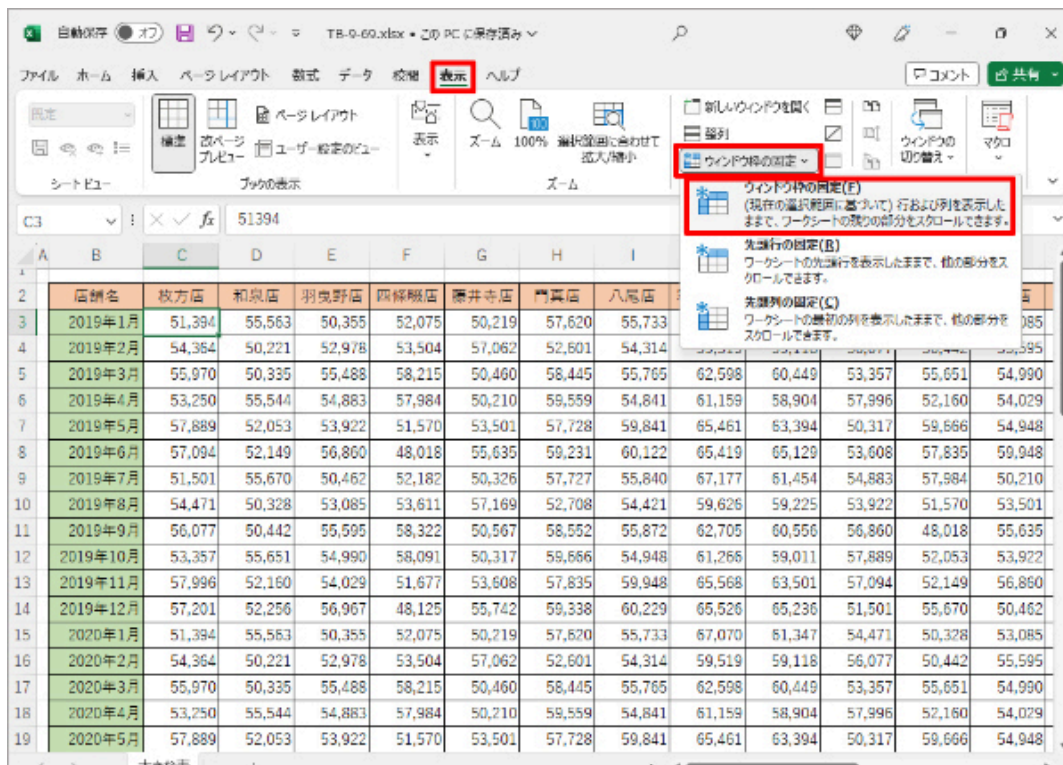 自動保存 オフ TB-9-69.xlsx • この PC に保存済み
ファイル ホーム 挿入 ページ レイアウト 数式 データ 校閲 表示 ヘルプ コメント 共有
既定
標準 改ページ プレビュー ページ レイアウト ユーザー設定のビュー
表示 ズーム 100% 選択範囲に合わせて 拡大/縮小
新しいウィンドウを開く
整列
ウィンドウ枠の固定
ウィンドウの 切り替え マクロ
シート ビュー ブックの表示 ズーム
ウィンドウ枠の固定(F)
(現在の選択範囲に基づいて) 行および列を表示した
ままで、ワークシートの残りの部分をスクロールできます。
先頭行の固定(R)
ワークシートの先頭行を表示したままで、他の部分をス
クロールできます。
先頭列の固定(C)
ワークシートの最初の列を表示したままで、他の部分を
スクロールできます。
C3 fx 51394
A B C D E F G H I
1
2 店舗名 枚方店 和泉店 羽曳野店 四條畷店 藤井寺店 門真店 八尾店
3 2019年1月 51,394 55,563 50,355 52,075 50,219 57,620 55,733
4 2019年2月 54,364 50,221 52,978 53,504 57,062 52,601 54,314
5 2019年3月 55,970 50,335 55,488 58,215 50,460 58,445 55,765 62,598 60,449 53,357 55,651 54,990
6 2019年4月 53,250 55,544 54,883 57,984 50,210 59,559 54,841 61,159 58,904 57,996 52,160 54,029
7 2019年5月 57,889 52,053 53,922 51,570 53,501 57,728 59,841 65,461 63,394 50,317 59,666 54,948
8 2019年6月 57,094 52,149 56,860 48,018 55,635 59,231 60,122 65,419 65,129 53,608 57,835 59,948
9 2019年7月 51,501 55,670 50,462 52,182 50,326 57,727 55,840 67,177 61,454 54,883 57,984 50,210
10 2019年8月 54,471 50,328 53,085 53,611 57,169 52,708 54,421 59,626 59,225 53,922 51,570 53,501
11 2019年9月 56,077 50,442 55,595 58,322 50,567 58,552 55,872 62,705 60,556 56,860 48,018 55,635
12 2019年10月 53,357 55,651 54,990 58,091 50,317 59,666 54,948 61,266 59,011 57,889 52,053 53,922
13 2019年11月 57,996 52,160 54,029 51,677 53,608 57,835 59,948 65,568 63,501 57,094 52,149 56,860
14 2019年12月 57,201 52,256 56,967 48,125 55,742 59,338 60,229 65,526 65,236 51,501 55,670 50,462
15 2020年1月 51,394 55,563 50,355 52,075 50,219 57,620 55,733 67,070 61,347 54,471 50,328 53,085
16 2020年2月 54,364 50,221 52,978 53,504 57,062 52,601 54,314 59,519 59,118 56,077 50,442 55,595
17 2020年3月 55,970 50,335 55,488 58,215 50,460 58,445 55,765 62,598 60,449 53,357 55,651 54,990
18 2020年4月 53,250 55,544 54,883 57,984 50,210 59,559 54,841 61,159 58,904 57,996 52,160 54,029
19 2020年5月 57,889 52,053 53,922 51,570 53,501 57,728 59,841 65,461 63,394 50,317 59,666 54,948